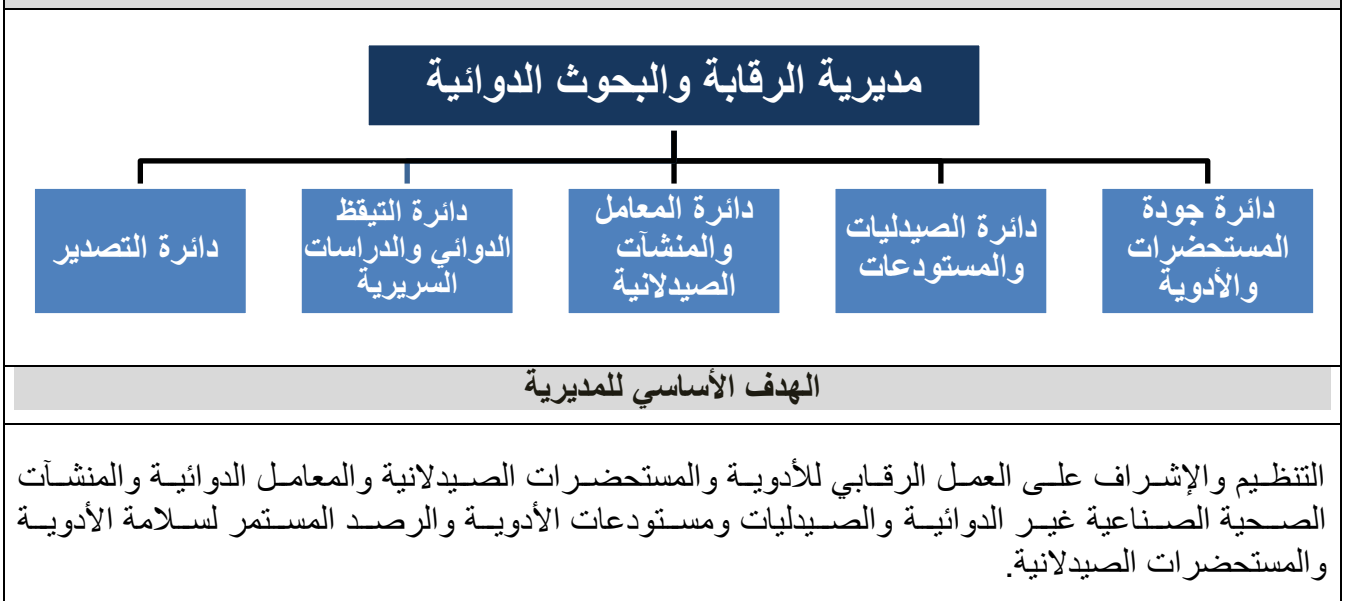 مديرية الرقابة والبحوث الدوائية
دائرة جودة
المستحضرات
والأدوية
دائرة الصيدليات
والمستودعات
دائرة المعامل
والمنشآت
الصيدلانية
دائرة التيقظ
الدوائي والدراسات
السريرية
دائرة التصدير
الهدف الأساسي للمديرية
التنظيم والإشراف على العمل الرقابي للأدوية والمستحضرات الصيدلانية والمعامل الدوائية والمنشآت
الصحية الصناعية غير الدوائية والصيدليات ومستودعات الأدوية والرصد المستمر لسلامة الأدوية
والمستحضرات الصيدلانية.